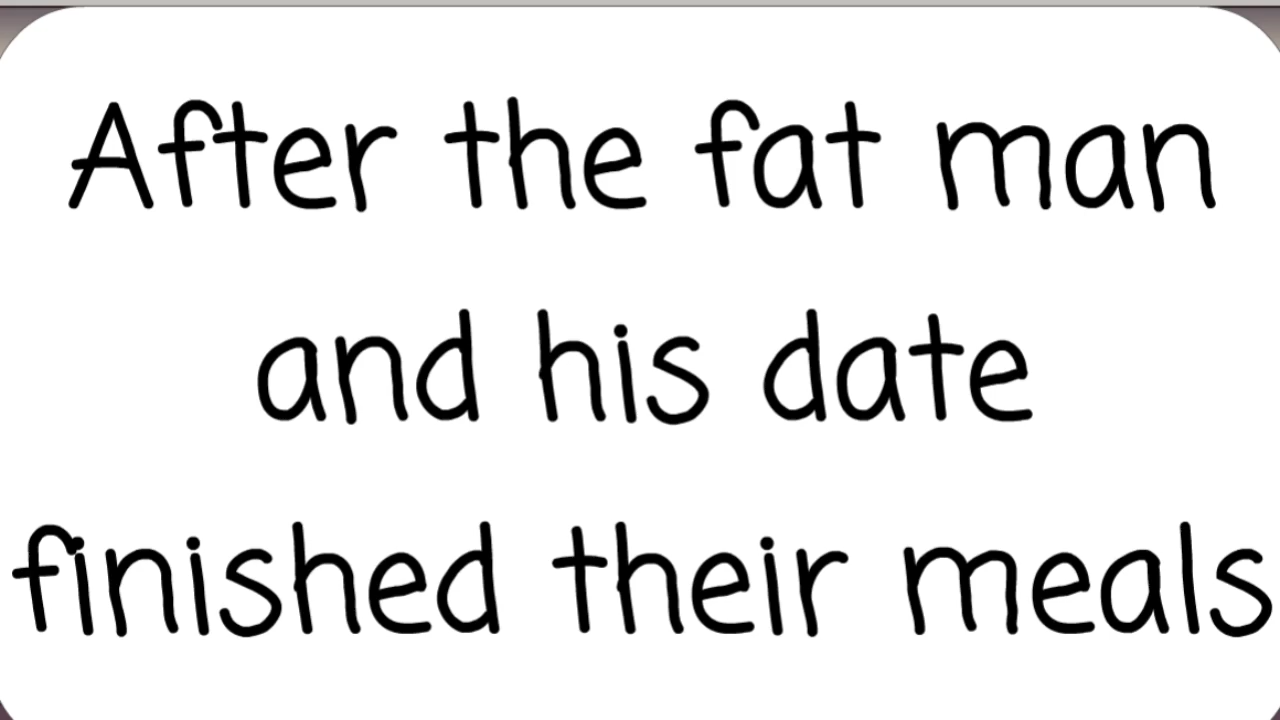 After the fat man
and his date
finished their meals